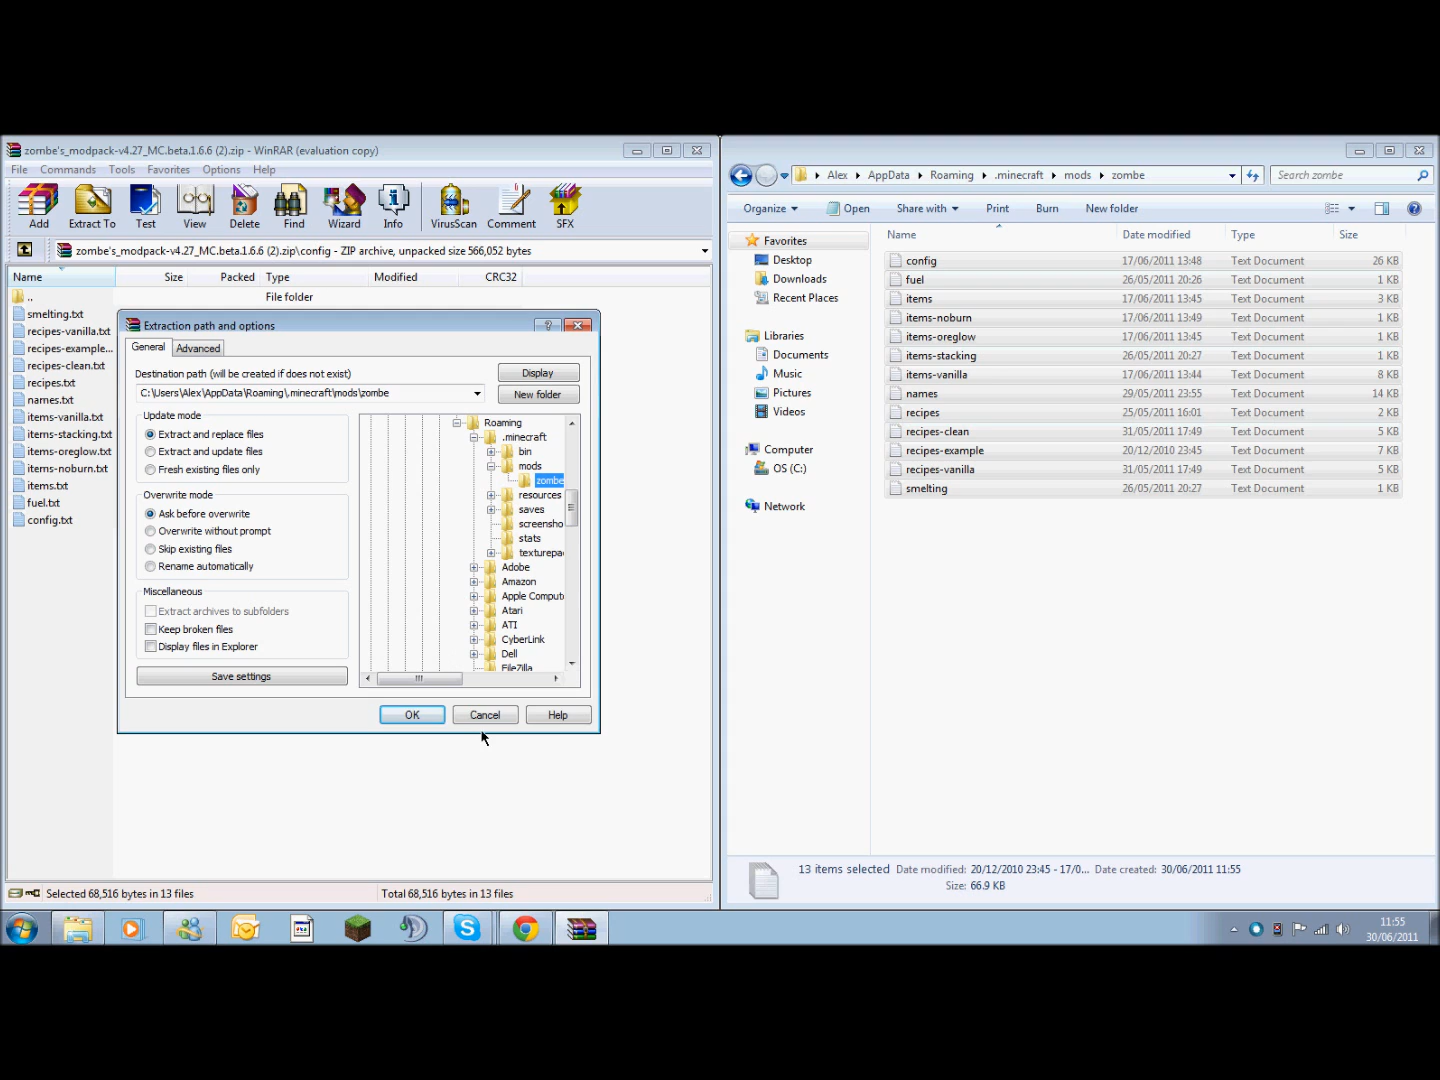 zombe's_modpack-v4.27_MC.beta.1.6.6 (2).zip - WinRAR (evaluation copy)
File Commands Tools Favorites Options Help
Add Extract To Test View Delete Find Wizard Info VirusScan Comment SFX
zombe's_modpack-v4.27_MC.beta.1.6.6 (2).zip\config - ZIP archive, unpacked size 566,052 bytes
Name Size Packed Type Modified CRC32
.. File folder
smelting.txt
recipes-vanilla.txt
recipes-example...
recipes-clean.txt
recipes.txt
names.txt
items-vanilla.txt
items-stacking.txt
items-oreglow.txt
items-noburn.txt
items.txt
fuel.txt
config.txt
Extraction path and options
General Advanced
Destination path (will be created if does not exist)
C:\Users\Alex\AppData\Roaming\.minecraft\mods\zombe
Display
New folder
Update mode
Extract and replace files
Extract and update files
Fresh existing files only
Overwrite mode
Ask before overwrite
Overwrite without prompt
Skip existing files
Rename automatically
Miscellaneous
Extract archives to subfolders
Keep broken files
Display files in Explorer
Save settings
Roaming
.minecraft
bin
mods
zombe
resources
saves
screensho
stats
texturepa
Adobe
Amazon
Apple Comput
Atari
ATI
CyberLink
Dell
FileZilla
OK Cancel Help
Selected 68,516 bytes in 13 files Total 68,516 bytes in 13 files
Alex AppData Roaming .minecraft mods zombe
Search zombe
Organize Open Share with Print Burn New folder
Favorites
Desktop
Downloads
Recent Places
Libraries
Documents
Music
Pictures
Videos
Computer
OS (C:)
Network
Name Date modified Type Size
config 17/06/2011 13:48 Text Document 26 KB
fuel 26/05/2011 20:26 Text Document 1 KB
items 17/06/2011 13:45 Text Document 3 KB
items-noburn 17/06/2011 13:49 Text Document 1 KB
items-oreglow 17/06/2011 13:45 Text Document 1 KB
items-stacking 26/05/2011 20:27 Text Document 1 KB
items-vanilla 17/06/2011 13:44 Text Document 8 KB
names 29/05/2011 23:55 Text Document 14 KB
recipes 25/05/2011 16:01 Text Document 2 KB
recipes-clean 31/05/2011 17:49 Text Document 5 KB
recipes-example 20/12/2010 23:45 Text Document 7 KB
recipes-vanilla 31/05/2011 17:49 Text Document 5 KB
smelting 26/05/2011 20:27 Text Document 1 KB
13 items selected Date modified: 20/12/2010 23:45 - 17/0... Date created: 30/06/2011 11:55
Size: 66.9 KB
11:55
30/06/2011